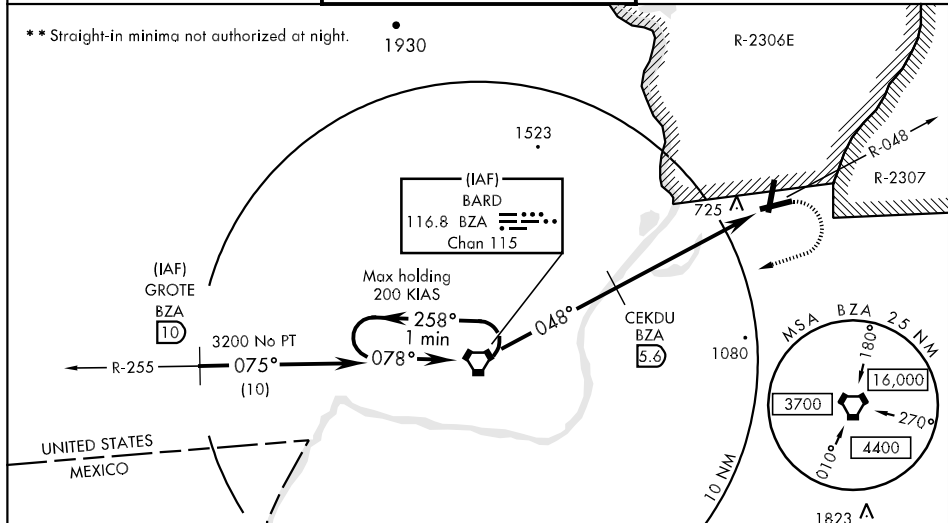 ** Straight-in minima not authorized at night.
1930
R-2306E
1523
R-048
R-2307
(IAF)
BARD
116.8 BZA
Chan 115
725
(IAF)
GROTE
BZA
10
Max holding
200 KIAS
258°
1 min
3200 No PT
R-255
075°
(10)
078°
048°
CEKDU
BZA
5.6
1080
MSA BZA 25 NM
180°
16,000
3700
270°
4400
010°
UNITED STATES
MEXICO
10 NM
1823